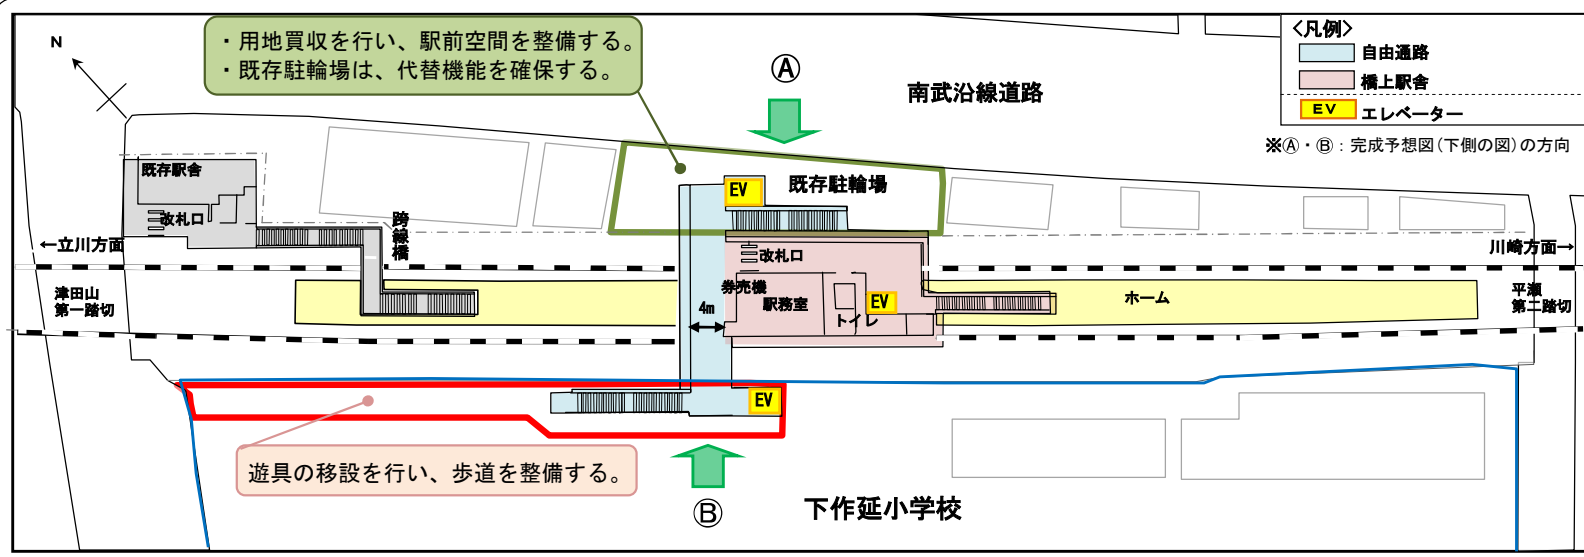 ・用地買収を行い、駅前空間を整備する。
・既存駐輪場は、代替機能を確保する。
N
Ⓐ
南武沿線道路
〈凡例〉
自由通路
橋上駅舎
EV エレベーター
※Ⓐ・Ⓑ：完成予想図(下側の図)の方向
既存駅舎
改札口
跨線橋
EV
既存駐輪場
←立川方面
川崎方面→
改札口
券売機
駅務室
EV
トイレ
4m
ホーム
津田山
第一踏切
平瀬
第二踏切
EV
遊具の移設を行い、歩道を整備する。
Ⓑ
下作延小学校